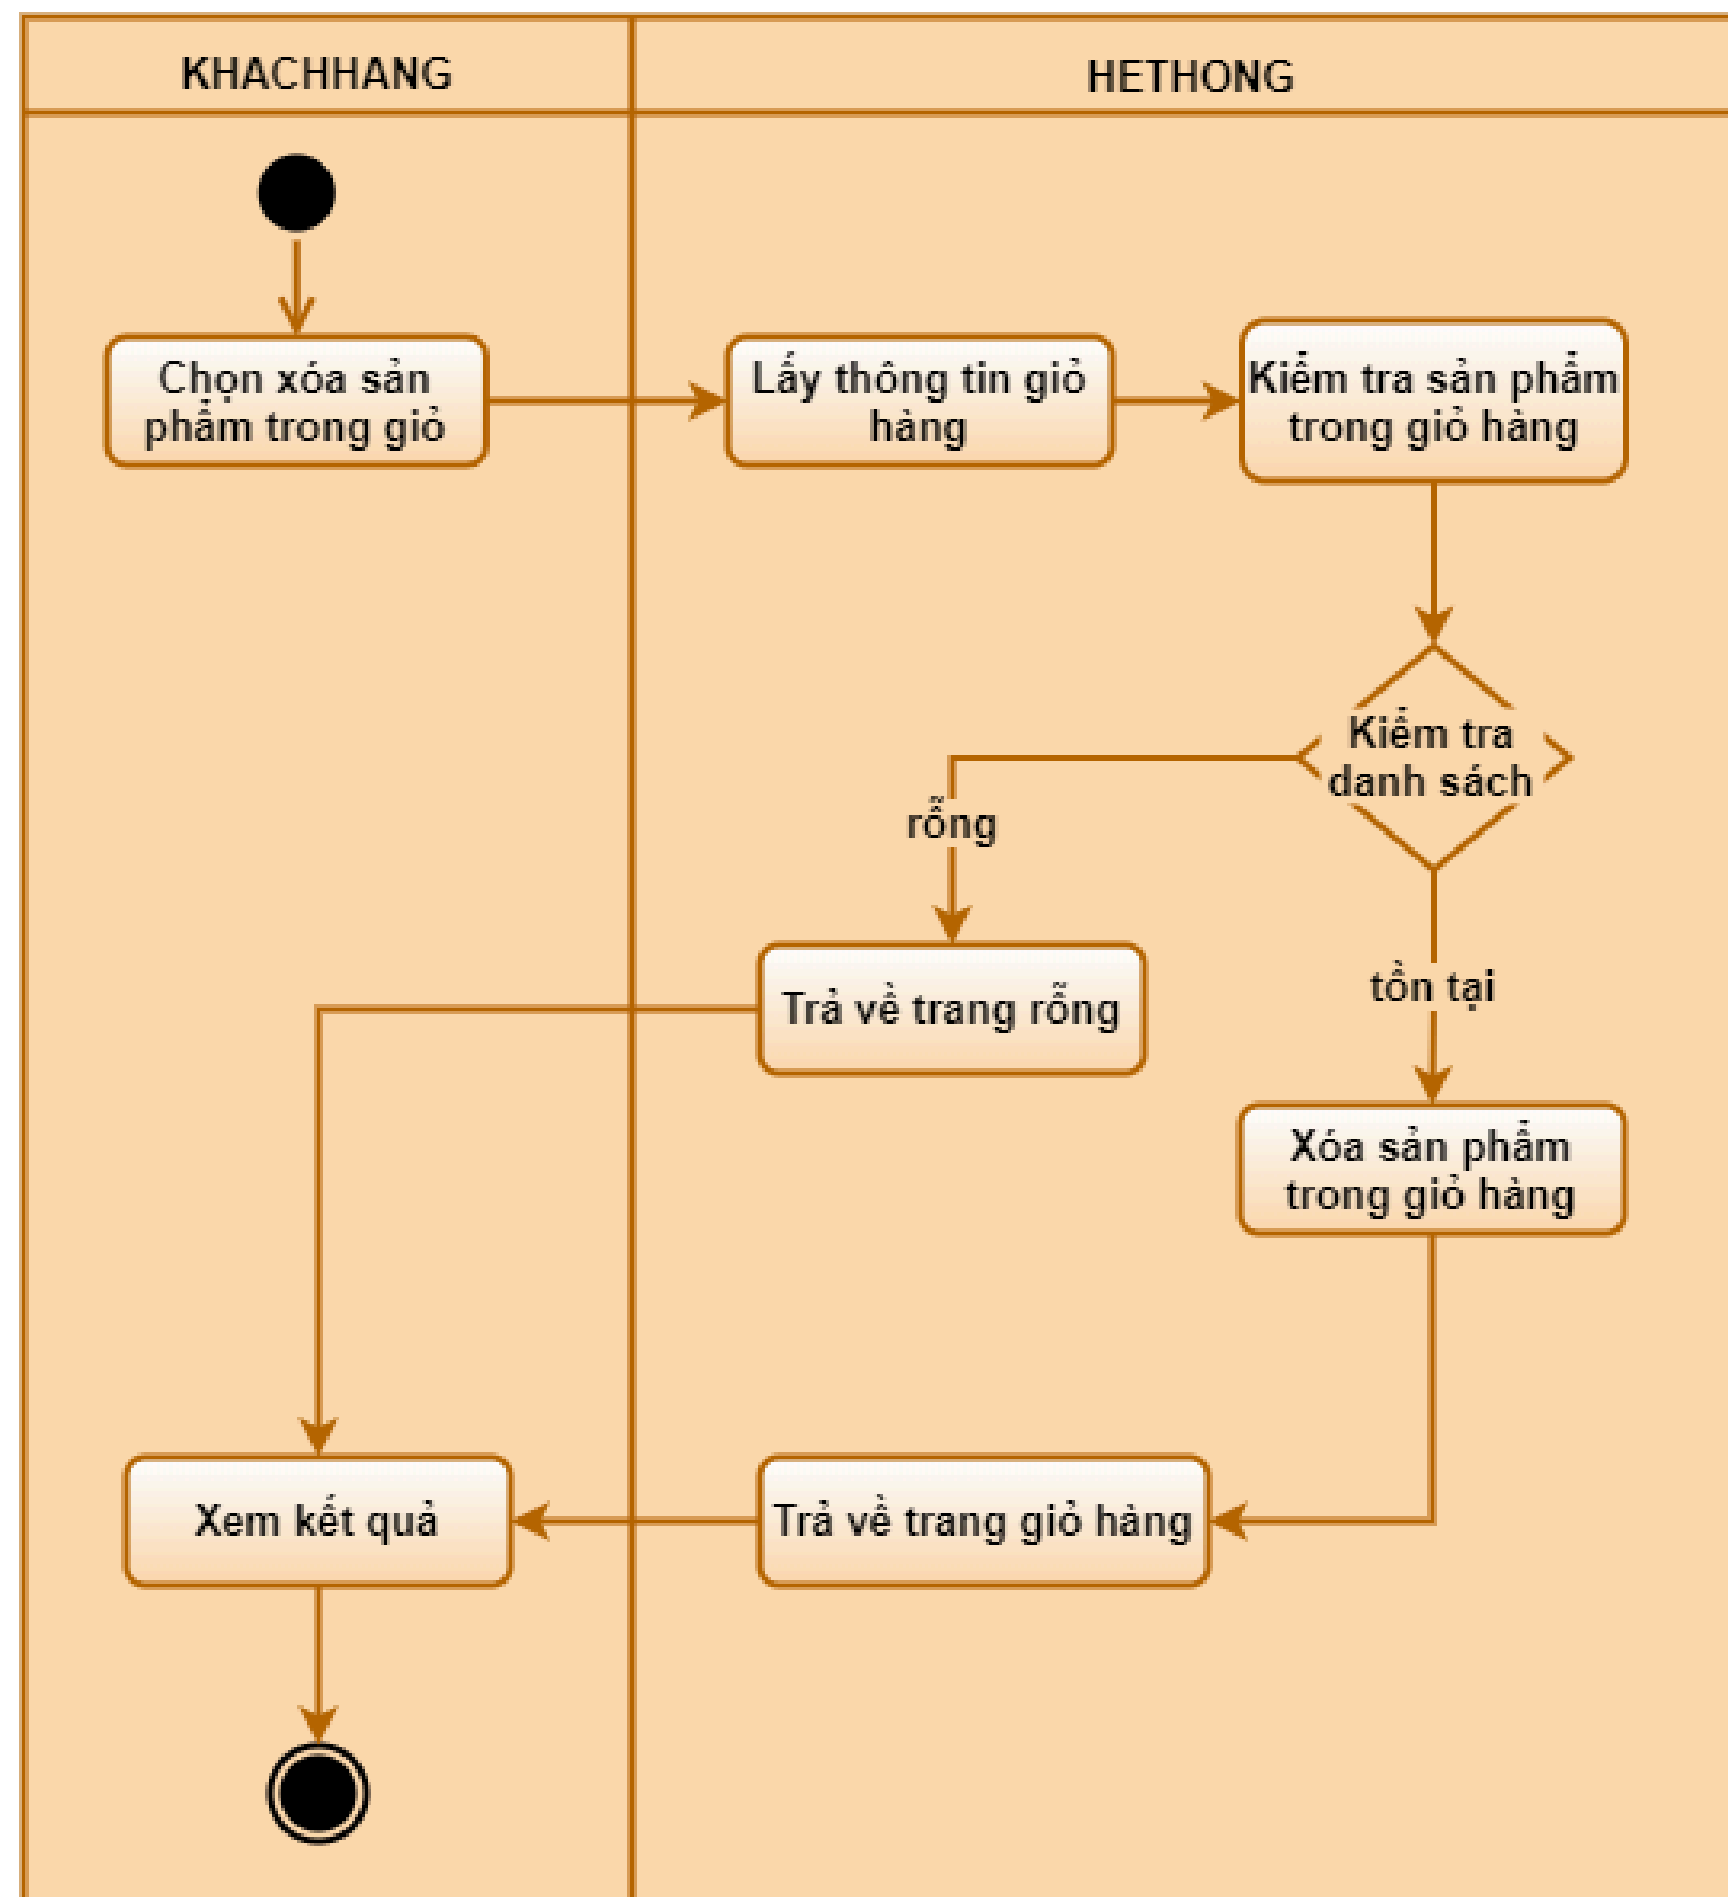 KHACHHANG
HETHONG
Chọn xóa sản
phẩm trong giỏ
Lấy thông tin giỏ
hàng
Kiểm tra sản phẩm
trong giỏ hàng
Kiểm tra
danh sách
rỗng
Trả về trang rỗng
tồn tại
Xóa sản phẩm
trong giỏ hàng
Xem kết quả
Trả về trang giỏ hàng